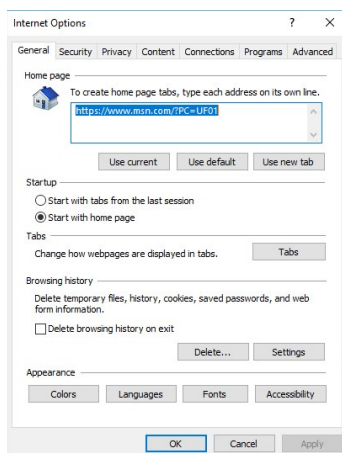 Internet Options ? X
General Security Privacy Content Connections Programs Advanced
Home page
To create home page tabs, type each address on its own line.
https://www.msn.com/?PC=UF01
Use current Use default Use new tab
Startup
Start with tabs from the last session
Start with home page
Tabs
Change how webpages are displayed in tabs. Tabs
Browsing history
Delete temporary files, history, cookies, saved passwords, and web
form information.
Delete browsing history on exit
Delete... Settings
Appearance
Colors Languages Fonts Accessibility
OK Cancel Apply